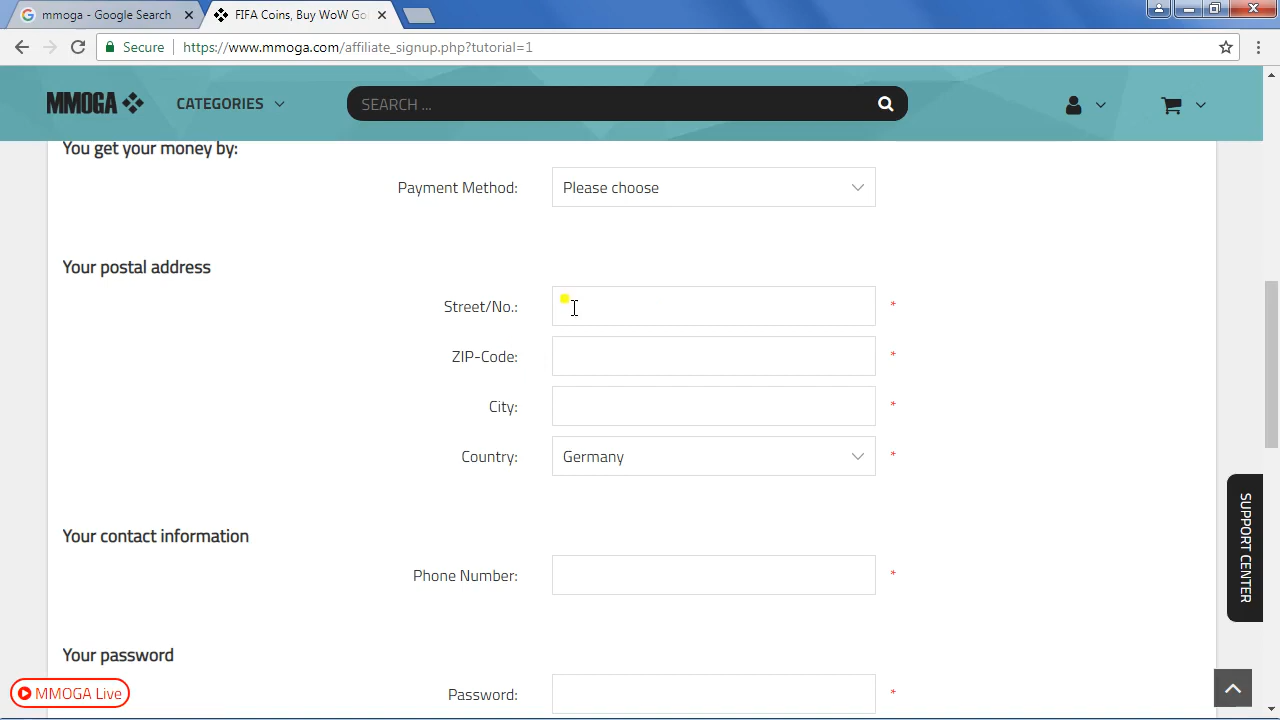 mmoga - Google Search
FIFA Coins, Buy WoW Go
Secure
https://www.mmoga.com/affiliate_signup.php?tutorial=1
MMOGA
CATEGORIES
SEARCH ...
You get your money by:
Payment Method:
Please choose
Your postal address
Street/No.:
*
ZIP-Code:
*
City:
*
Country:
Germany
*
Your contact information
Phone Number:
*
Your password
Password:
*
SUPPORT CENTER
MMOGA Live